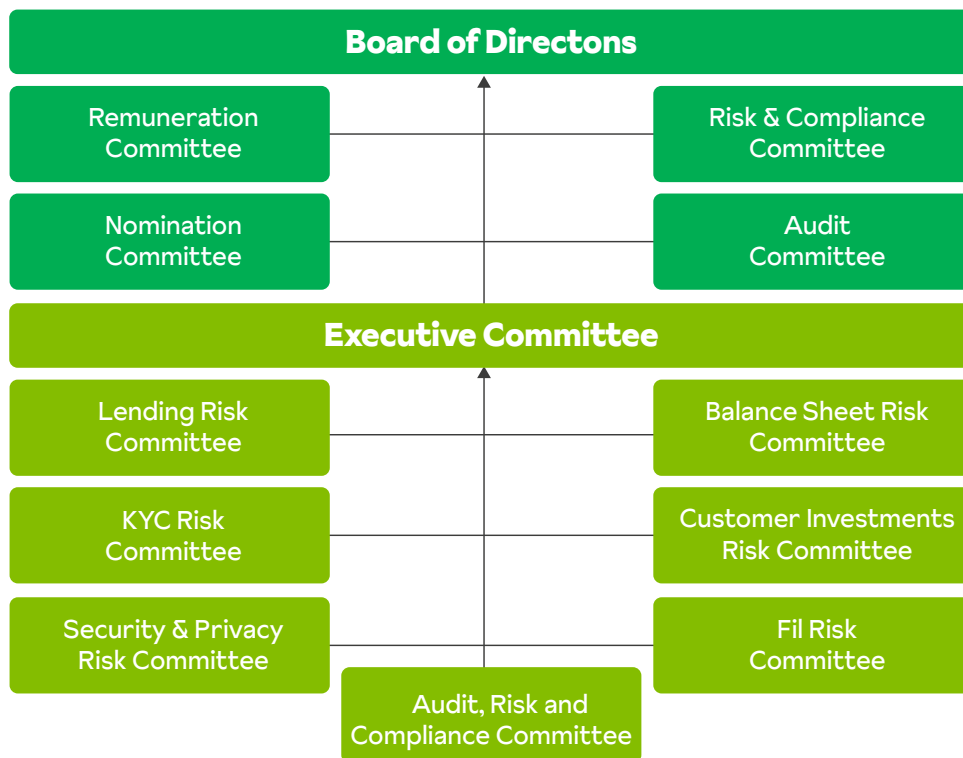 Board of Directons
Remuneration
Committee
Risk & Compliance
Committee
Nomination
Committee
Audit
Committee
Executive Committee
Lending Risk
Committee
Balance Sheet Risk
Committee
KYC Risk
Committee
Customer Investments
Risk Committee
Security & Privacy
Risk Committee
Fil Risk
Committee
Audit, Risk and
Compliance Committee